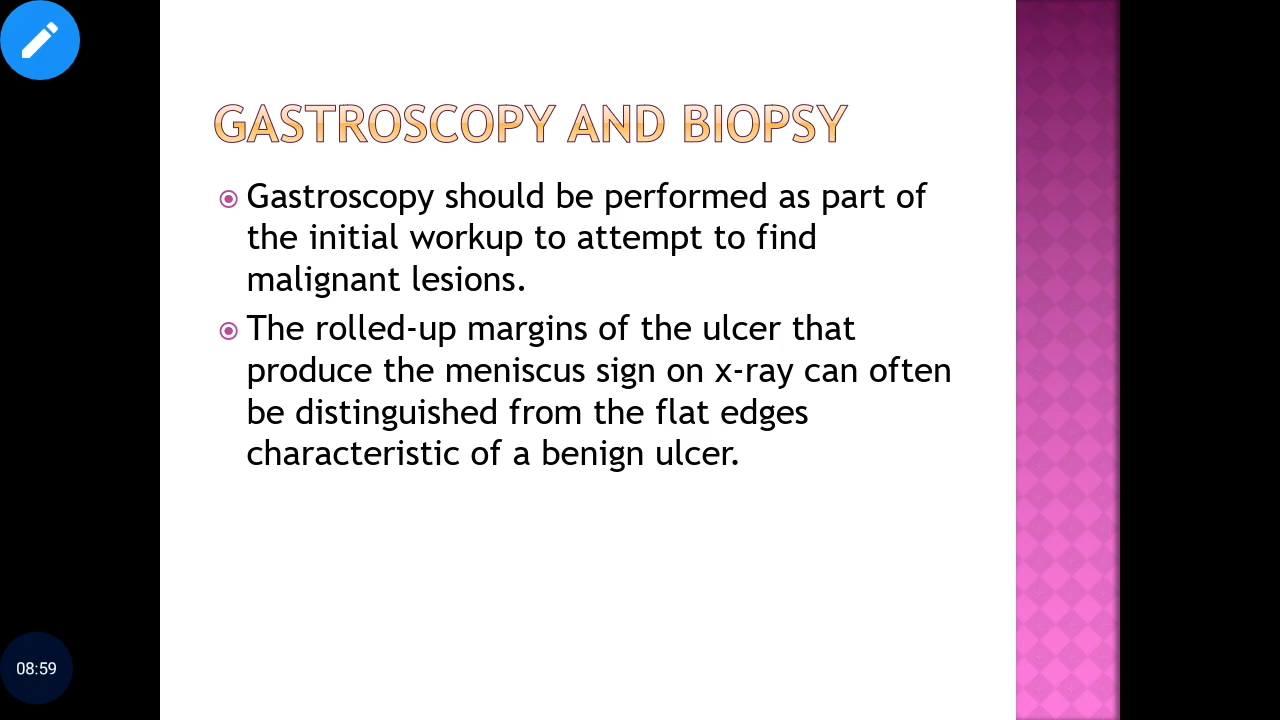 GASTROSCOPY AND BIOPSY
Gastroscopy should be performed as part of
the initial workup to attempt to find
malignant lesions.
The rolled-up margins of the ulcer that
produce the meniscus sign on x-ray can often
be distinguished from the flat edges
characteristic of a benign ulcer.
08:59